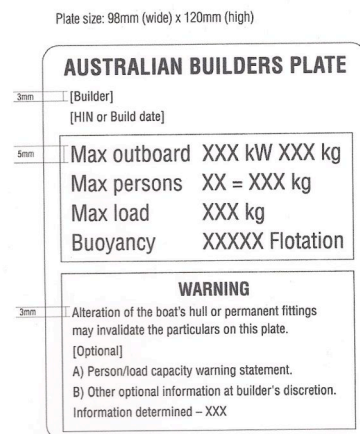 Plate size: 98mm (wide) x 120mm (high)
AUSTRALIAN BUILDERS PLATE
3mm
[Builder]
[HIN or Build date]
5mm
Max outboard XXX kW XXX kg
Max persons XX = XXX kg
Max load XXX kg
Buoyancy XXXXX Flotation
WARNING
3mm
Alteration of the boat's hull or permanent fittings
may invalidate the particulars on this plate.
[Optional]
A) Person/load capacity warning statement.
B) Other optional information at builder's discretion.
Information determined – XXX